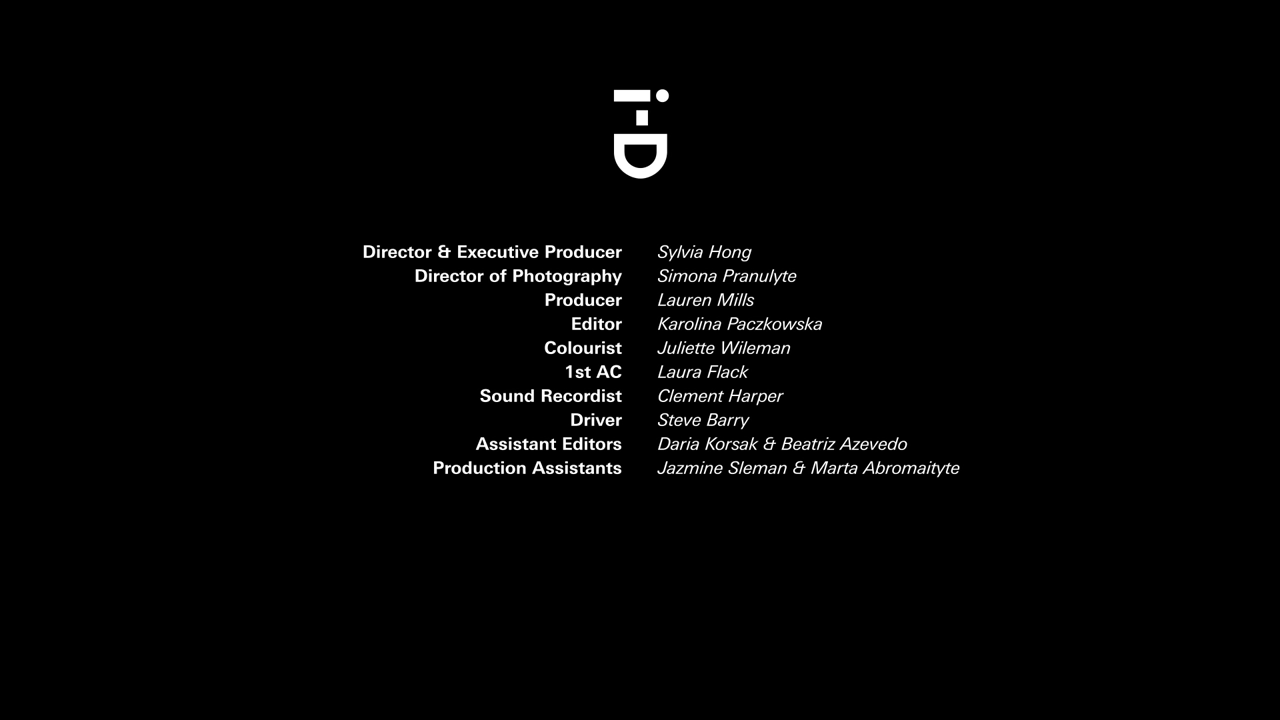 i-D
Director & Executive Producer Sylvia Hong
Director of Photography Simona Pranulyte
Producer Lauren Mills
Editor Karolina Paczkowska
Colourist Juliette Wileman
1st AC Laura Flack
Sound Recordist Clement Harper
Driver Steve Barry
Assistant Editors Daria Korsak & Beatriz Azevedo
Production Assistants Jazmine Sleman & Marta Abromaityte